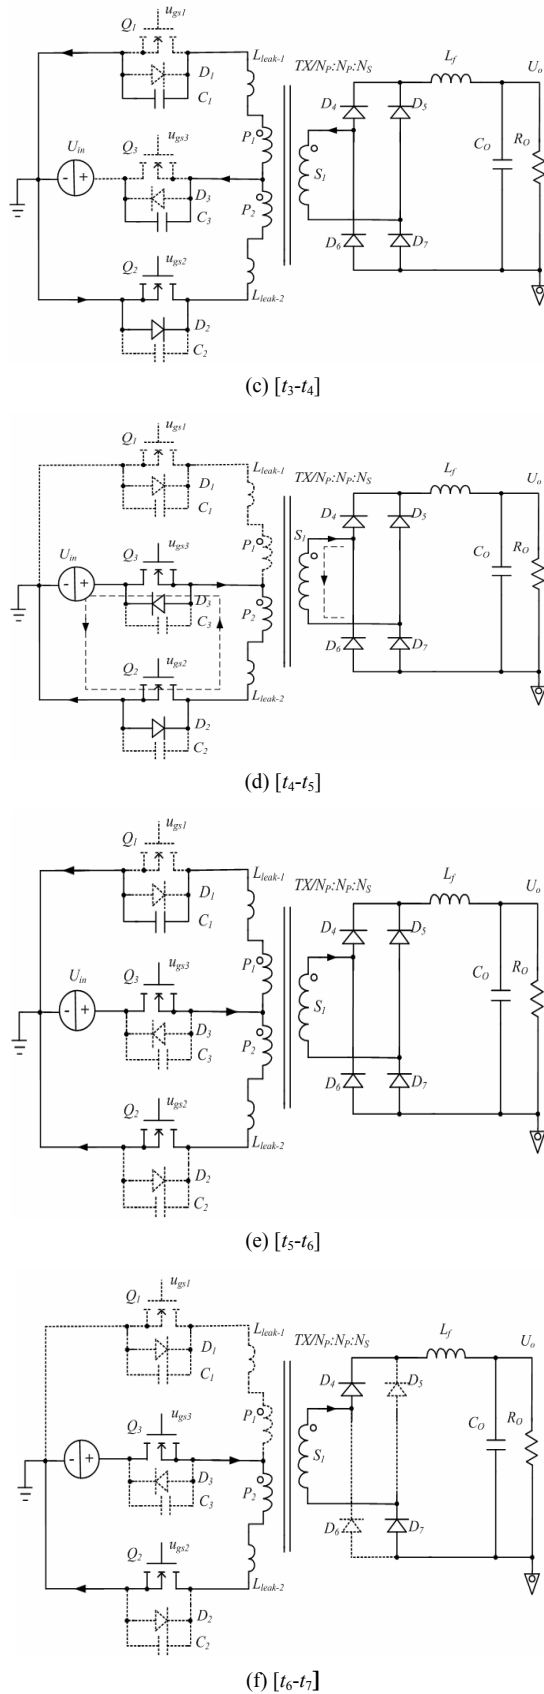 Q1 ugs1
Lleak-1
TX/NP:NP:NS
Lf
Uo
D1
C1
D4 D5
P1
CO RO
Uin
Q3 ugs3
S1
- +
D3
C3
P2
D6 D7
Q2 ugs2
Lleak-2
D2
C2
(c) [t3-t4]
Q1 ugs1
Lleak-1
TX/NP:NP:NS
Lf
Uo
D1
C1
D4 D5
P1
S1
CO RO
Uin
Q3 ugs3
- +
D3
C3
P2
D6 D7
Q2 ugs2
Lleak-2
D2
C2
(d) [t4-t5]
Q1 ugs1
Lleak-1
TX/NP:NP:NS
Lf
Uo
D1
C1
D4 D5
P1
CO RO
Uin
Q3 ugs3
S1
- +
D3
C3
P2
D6 D7
Q2 ugs2
Lleak-2
D2
C2
(e) [t5-t6]
Q1 ugs1
Lleak-1
TX/NP:NP:NS
Lf
Uo
D1
C1
D4 D5
P1
CO RO
Q3 ugs3
S1
- +
D3
C3
P2
D6 D7
Q2 ugs2
Lleak-2
D2
C2
(f) [t6-t7]